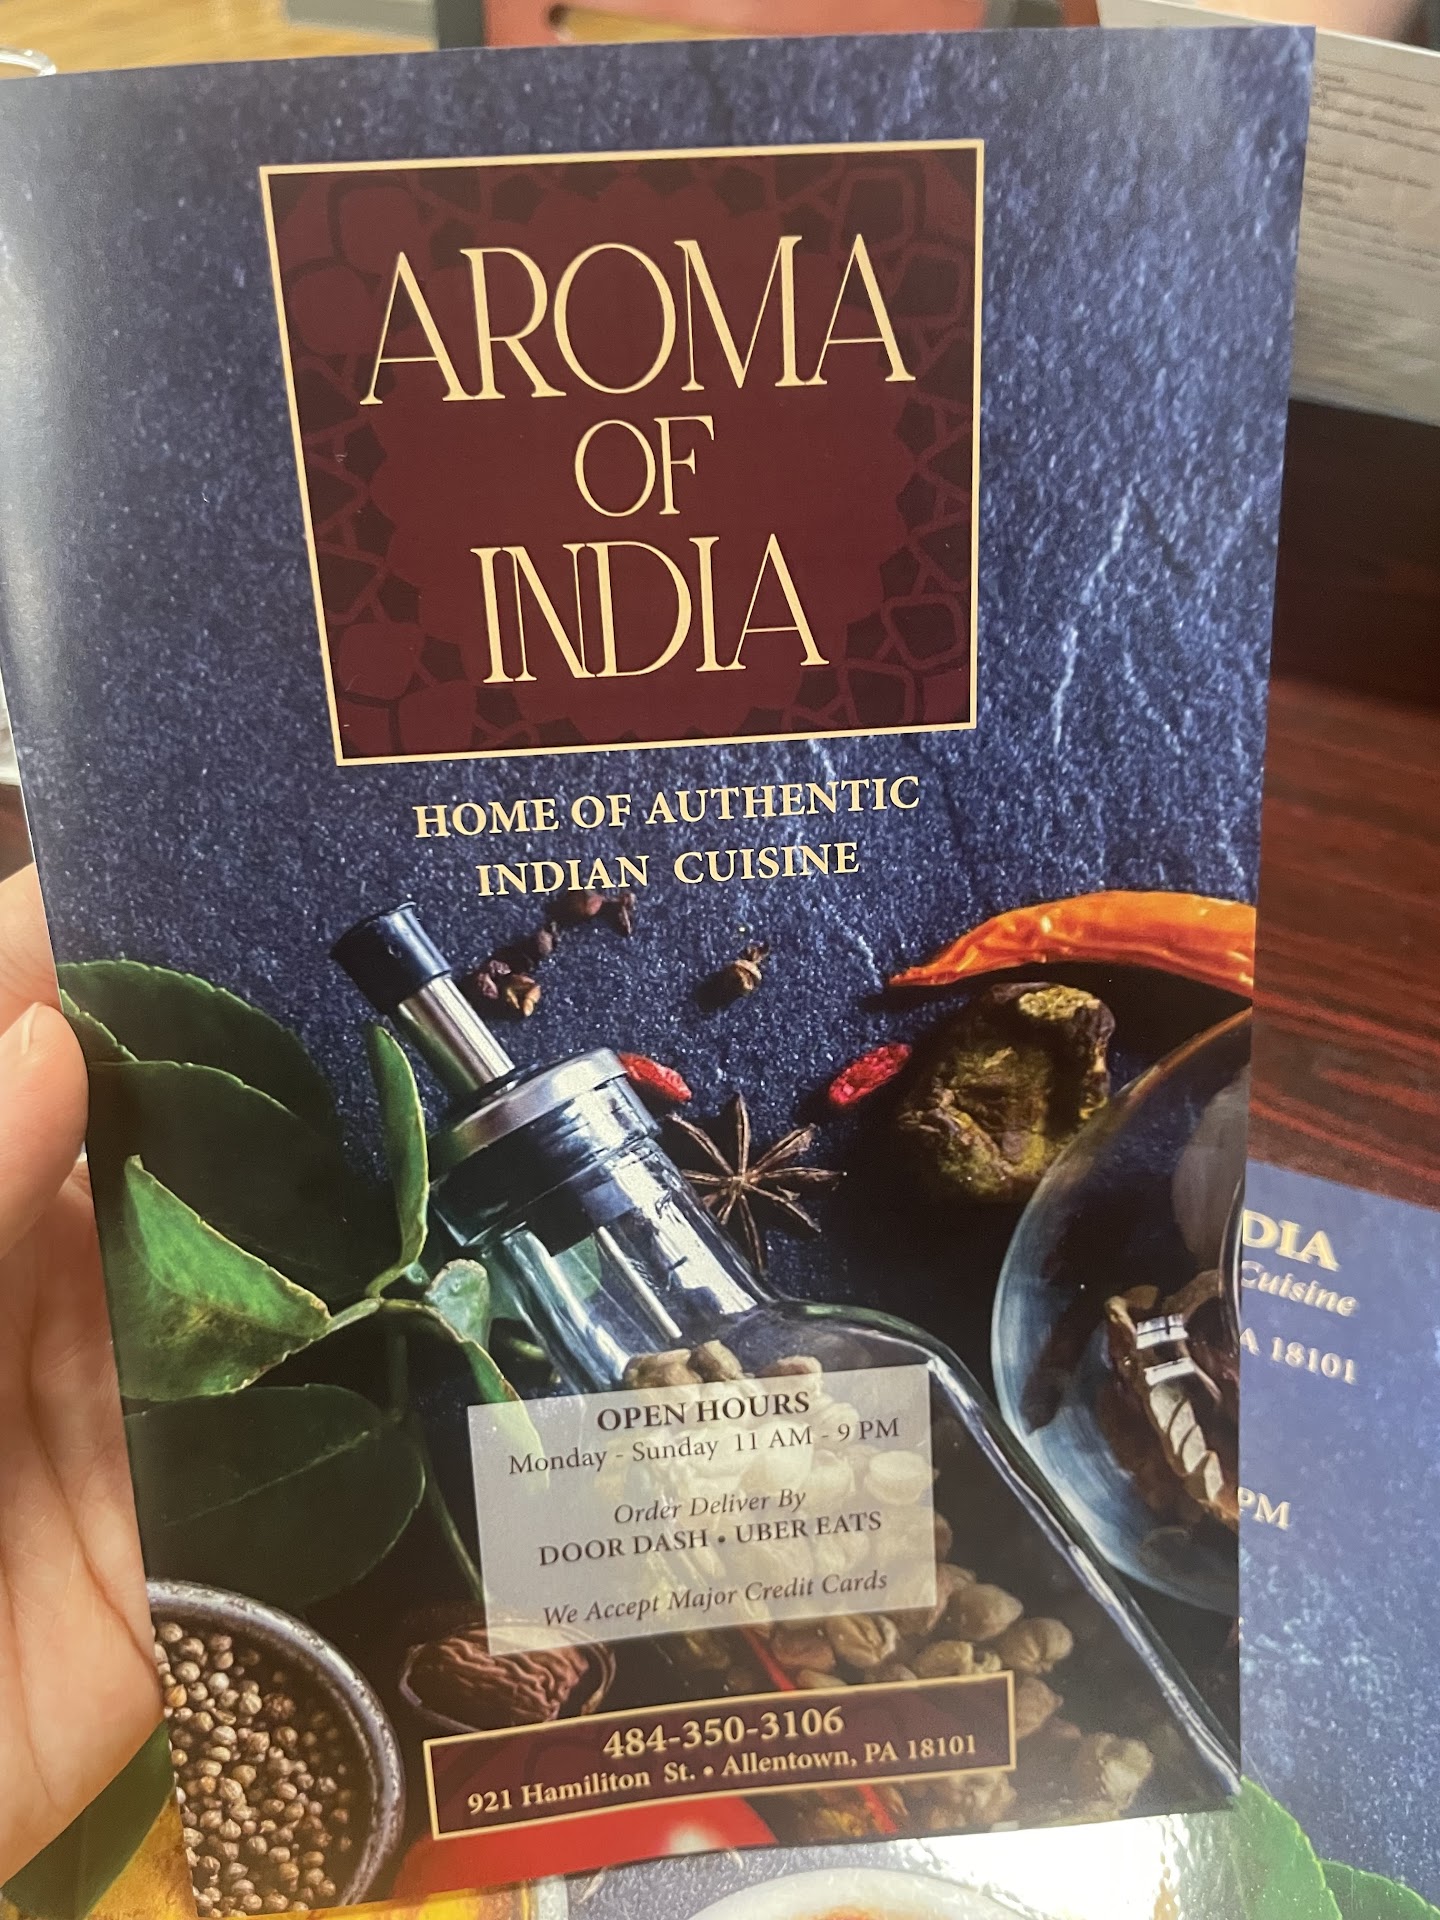 AROMA
OF
INDIA
HOME OF AUTHENTIC
INDIAN CUISINE
OPEN HOURS
Monday - Sunday 11 AM - 9 PM
Order Deliver By
DOOR DASH • UBER EATS
We Accept Major Credit Cards
484-350-3106
921 Hamiliton St. • Allentown, PA 18101
DIA
Cuisine
A 18101
PM